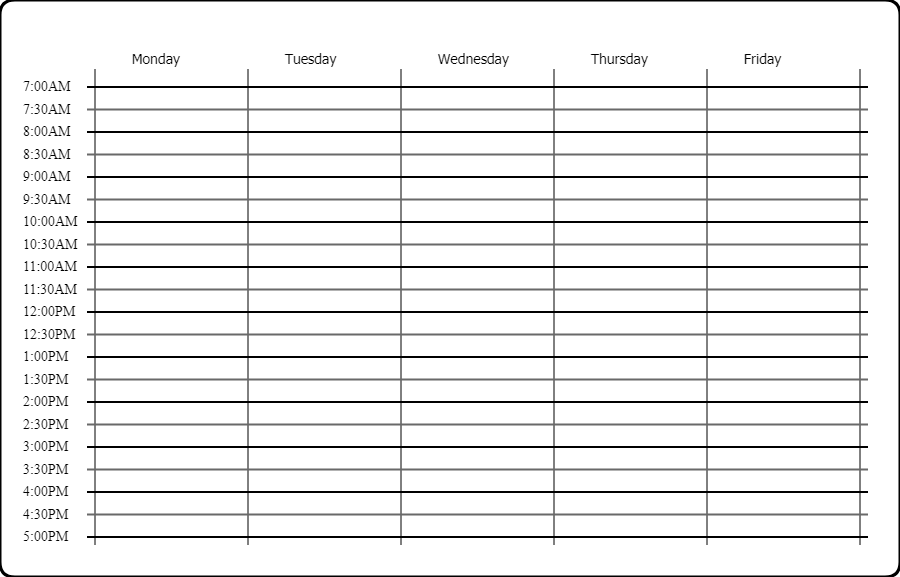 Monday Tuesday Wednesday Thursday Friday
7:00AM
7:30AM
8:00AM
8:30AM
9:00AM
9:30AM
10:00AM
10:30AM
11:00AM
11:30AM
12:00PM
12:30PM
1:00PM
1:30PM
2:00PM
2:30PM
3:00PM
3:30PM
4:00PM
4:30PM
5:00PM